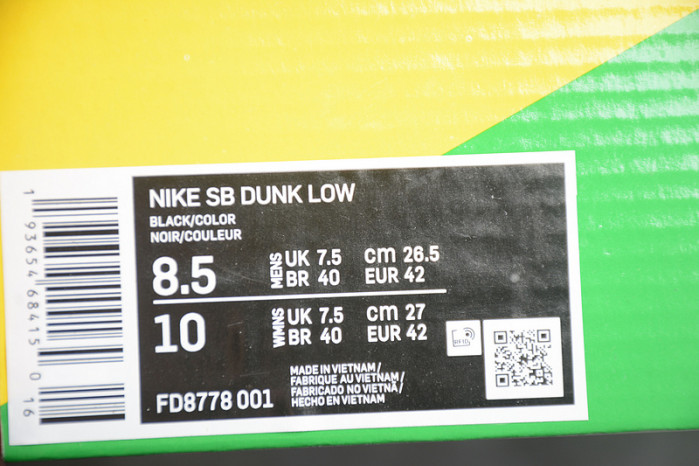 NIKE SB DUNK LOW
BLACK/COLOR
NOIR/COULEUR
8.5
MENS
UK 7.5 cm 26.5
BR 40 EUR 42
10
WMNS
UK 7.5 cm 27
BR 40 EUR 42
RFID
FD8778 001
MADE IN VIETNAM/
FABRIQUE AU VIETNAM/
FABRICADO NO VIETNÃ/
HECHO EN VIETNAM
1 93654 68415 0 16